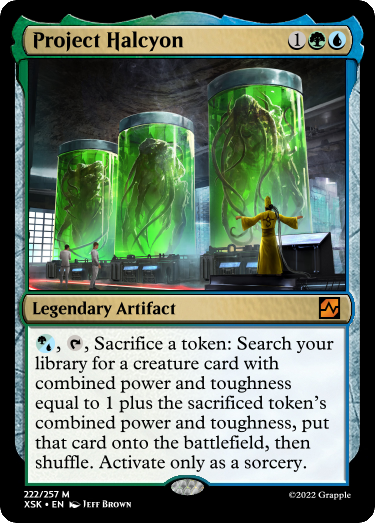 Project Halcyon 1
Legendary Artifact
, , Sacrifice a token: Search your
library for a creature card with
combined power and toughness
equal to 1 plus the sacrificed token's
combined power and toughness, put
that card onto the battlefield, then
shuffle. Activate only as a sorcery.
222/257 M
XSK • EN Jeff Brown
©2022 Grapple